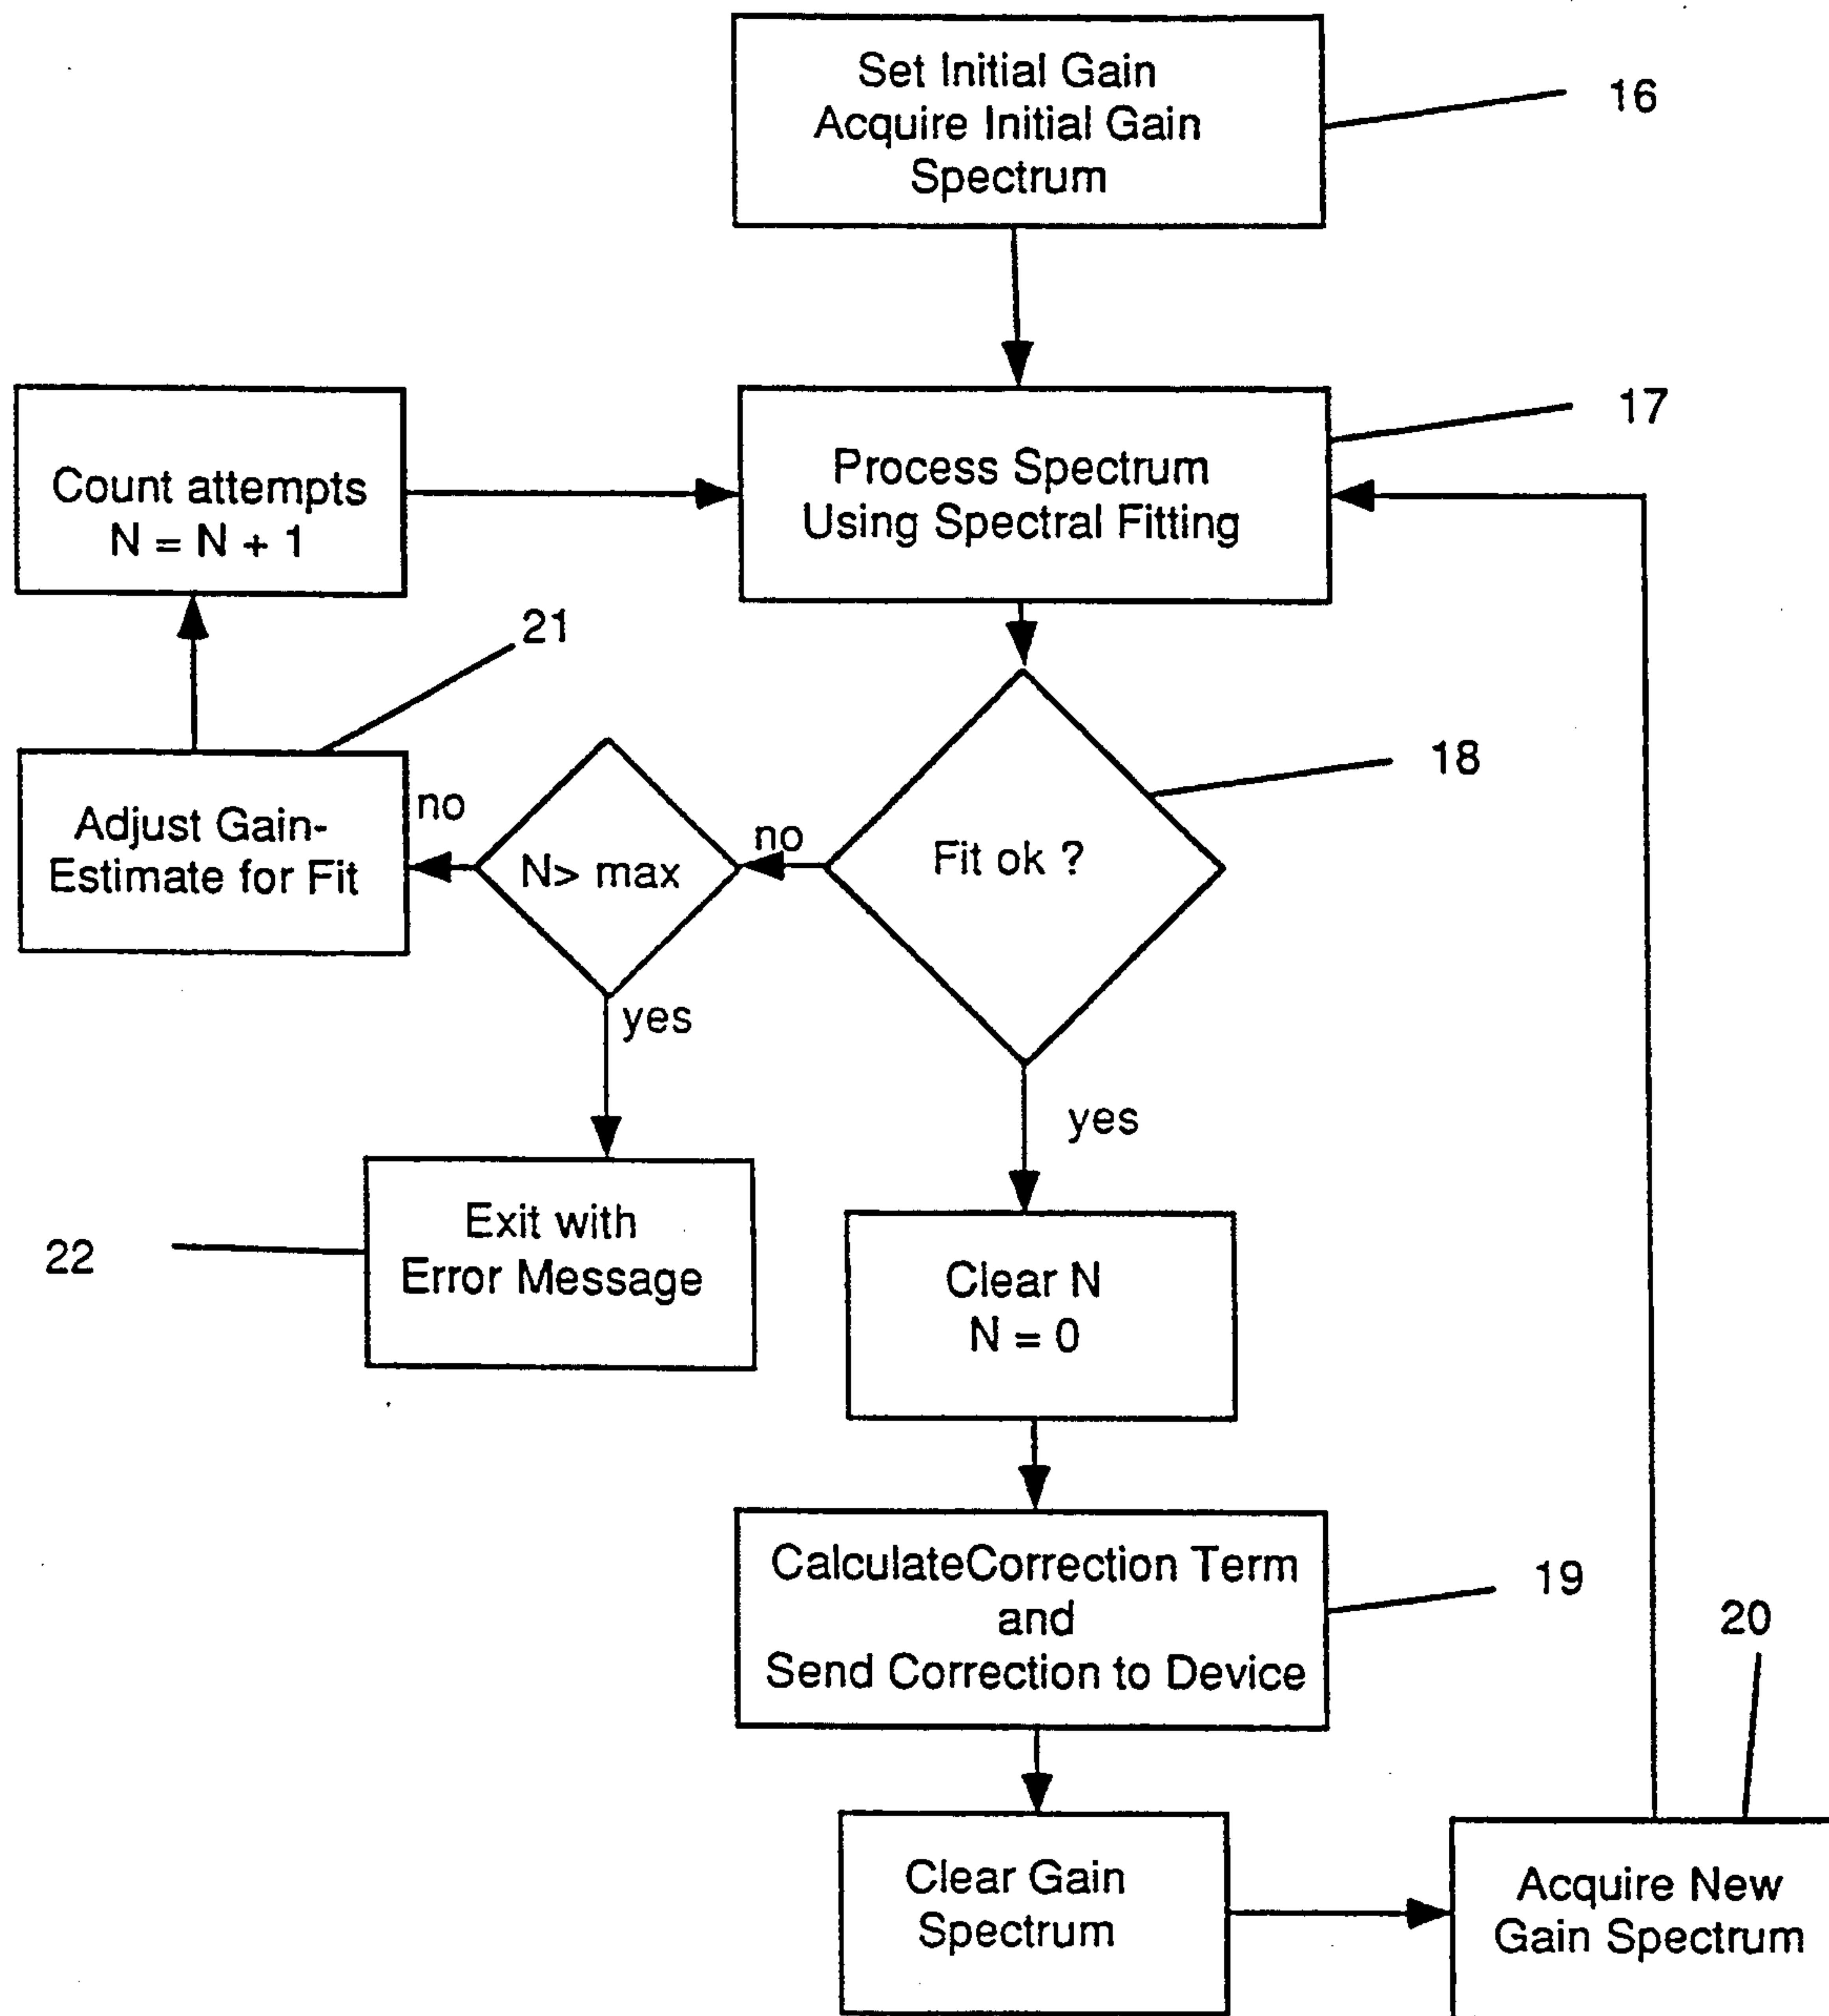 Set Initial Gain
Acquire Initial Gain
Spectrum
16
17
Process Spectrum
Using Spectral Fitting
Count attempts
N = N + 1
21
18
Adjust Gain-
Estimate for Fit
no
N> max
no
Fit ok ?
yes
yes
22
Exit with
Error Message
Clear N
N = 0
CalculateCorrection Term
and
Send Correction to Device
19
20
Clear Gain
Spectrum
Acquire New
Gain Spectrum